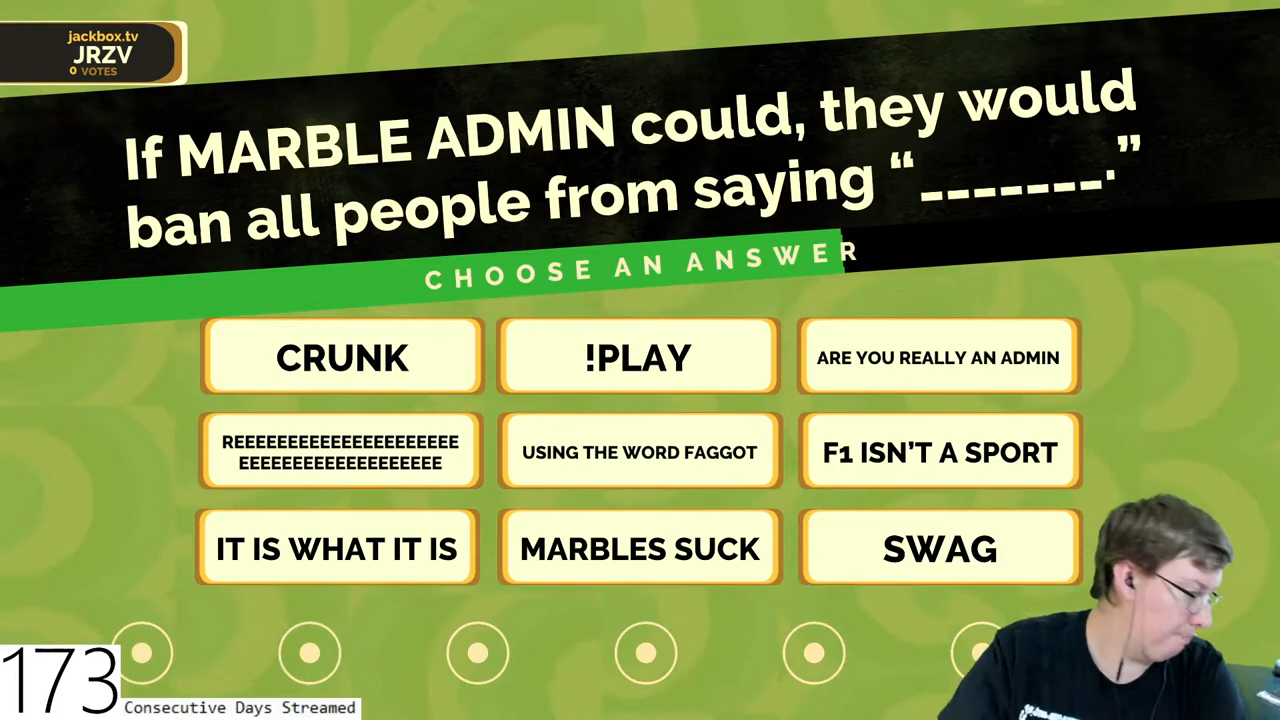 jackbox.tv
JRZV
0 VOTES
If MARBLE ADMIN could, they would
ban all people from saying “_______.”
CHOOSE AN ANSWER
CRUNK
!PLAY
ARE YOU REALLY AN ADMIN
REEEEEEEEEEEEEEEEEEEEEE
EEEEEEEEEEEEEEEEEEE
USING THE WORD FAGGOT
F1 ISN’T A SPORT
IT IS WHAT IT IS
MARBLES SUCK
SWAG
173
Consecutive Days Streamed